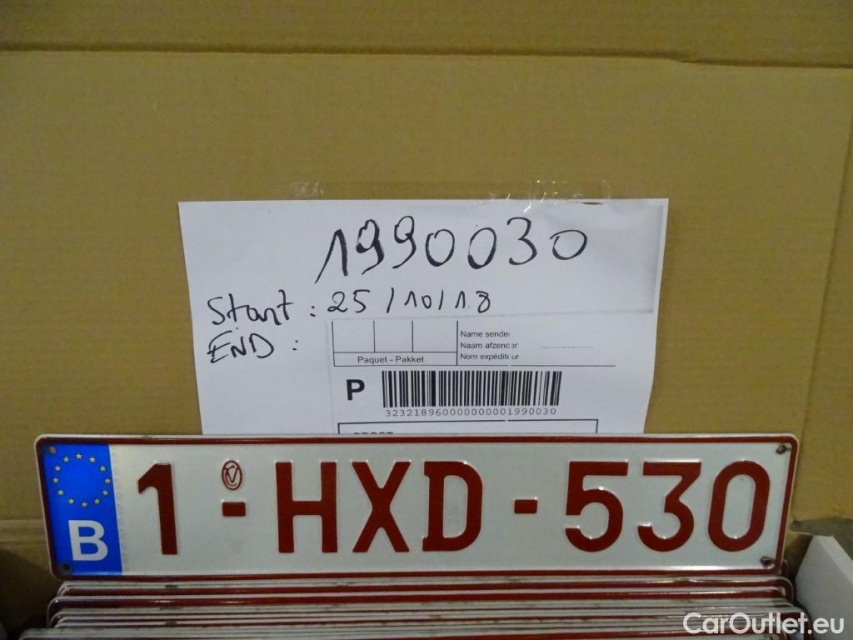 1990030
Start : 25/10/18
END :
Name sender
Naam afzender
Nom expéditeur
Paquet - Pakket
P
323218960000000001990030
B 1-HXD-530
CarOutlet.eu